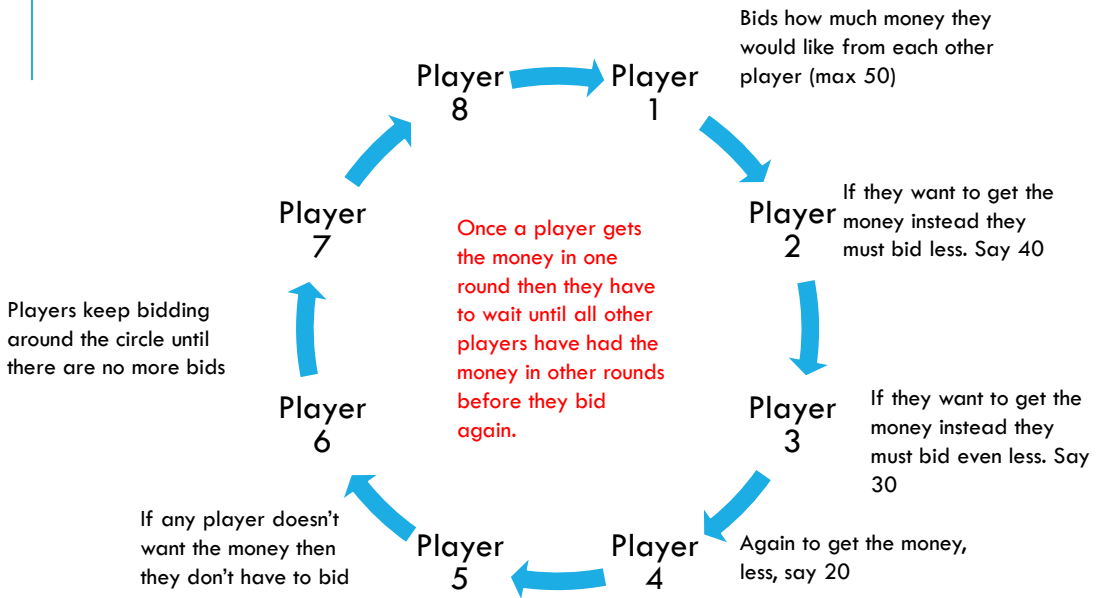 Bids how much money they
would like from each other
player (max 50)
Player
8
Player
1
Player
2
If they want to get the
money instead they
must bid less. Say 40
Player
7
Once a player gets
the money in one
round then they have
to wait until all other
players have had the
money in other rounds
before they bid
again.
Players keep bidding
around the circle until
there are no more bids
Player
6
Player
3
If they want to get the
money instead they
must bid even less. Say
30
If any player doesn’t
want the money then
they don’t have to bid
Player
5
Player
4
Again to get the money,
less, say 20